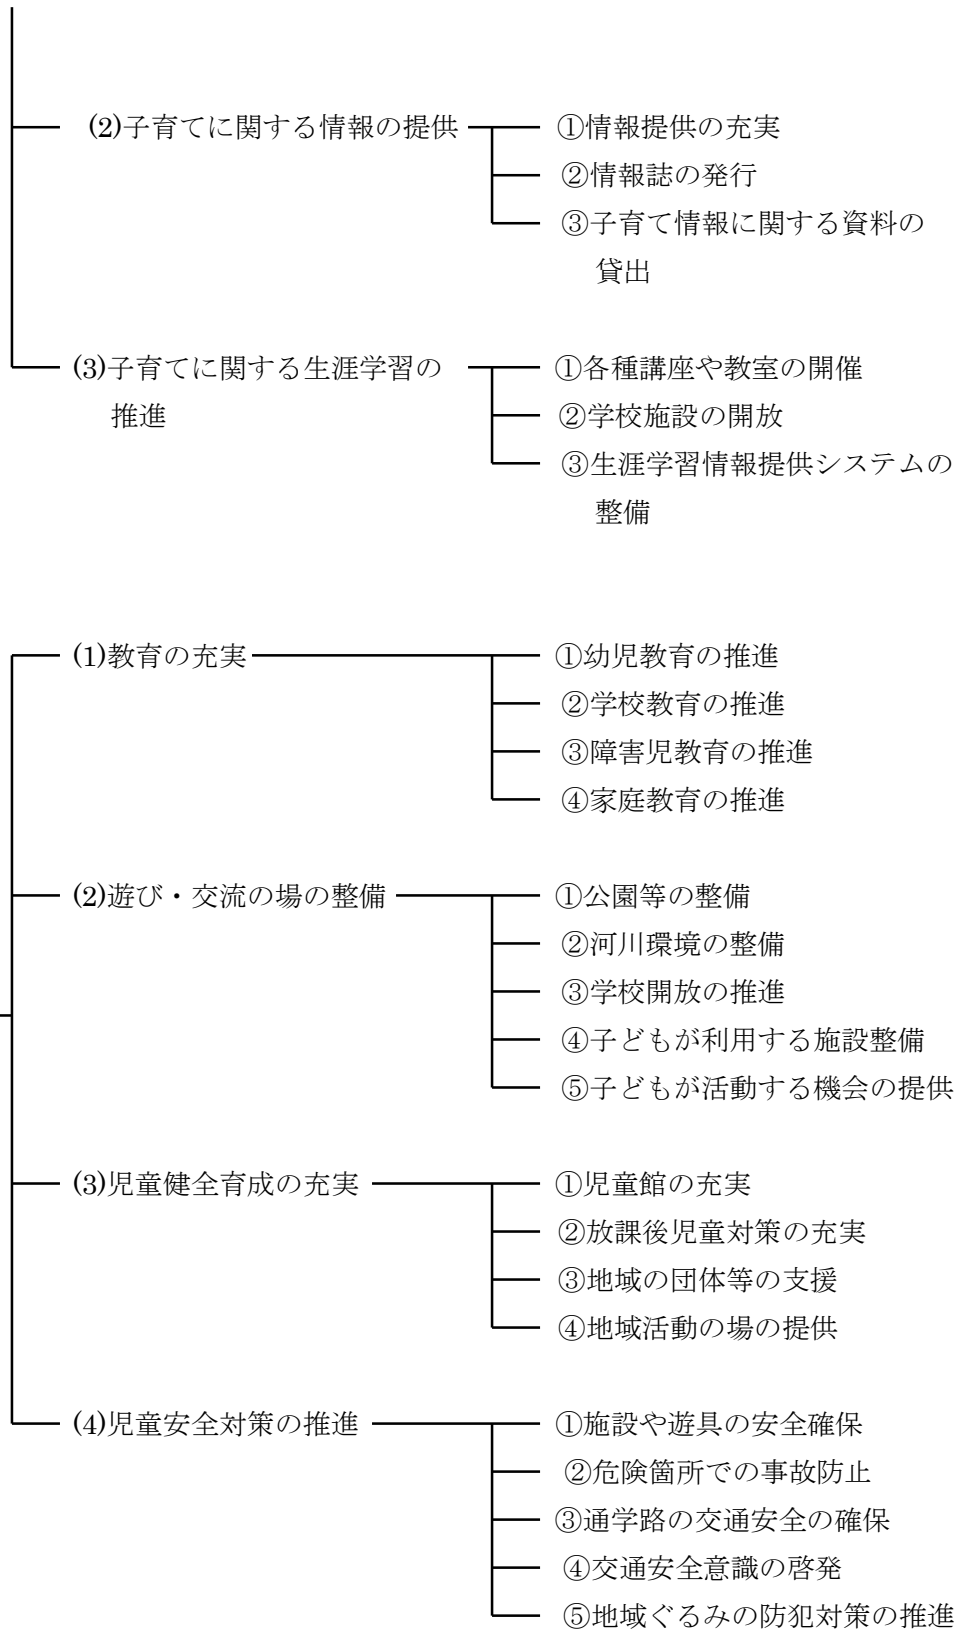 (2)子育てに関する情報の提供 ①情報提供の充実
②情報誌の発行
③子育て情報に関する資料の
貸出
(3)子育てに関する生涯学習の ①各種講座や教室の開催
推進 ②学校施設の開放
③生涯学習情報提供システムの
整備
(1)教育の充実 ①幼児教育の推進
②学校教育の推進
③障害児教育の推進
④家庭教育の推進
(2)遊び・交流の場の整備 ①公園等の整備
②河川環境の整備
③学校開放の推進
④子どもが利用する施設整備
⑤子どもが活動する機会の提供
(3)児童健全育成の充実 ①児童館の充実
②放課後児童対策の充実
③地域の団体等の支援
④地域活動の場の提供
(4)児童安全対策の推進 ①施設や遊具の安全確保
②危険箇所での事故防止
③通学路の交通安全の確保
④交通安全意識の啓発
⑤地域ぐるみの防犯対策の推進